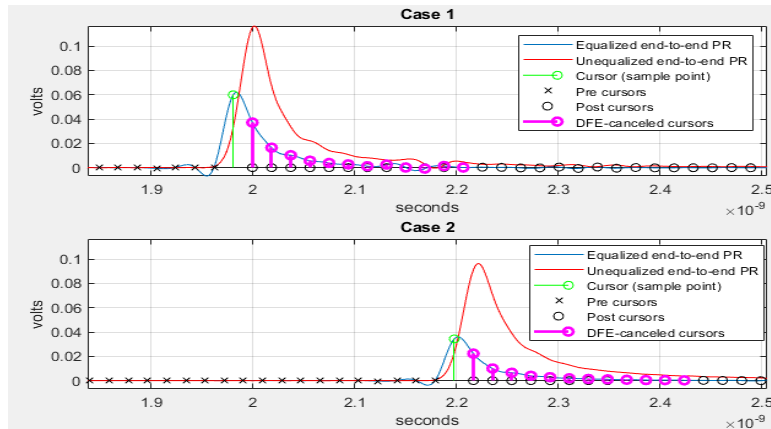 Case 1
volts
0.1
0.08
0.06
0.04
0.02
0
1.9
2
2.1
2.2
2.3
2.4
2.5
seconds
×10⁻⁹
Equalized end-to-end PR
Unequalized end-to-end PR
Cursor (sample point)
Pre cursors
Post cursors
DFE-canceled cursors
Case 2
volts
0.1
0.08
0.06
0.04
0.02
0
1.9
2
2.1
2.2
2.3
2.4
2.5
seconds
×10⁻⁹
Equalized end-to-end PR
Unequalized end-to-end PR
Cursor (sample point)
Pre cursors
Post cursors
DFE-canceled cursors